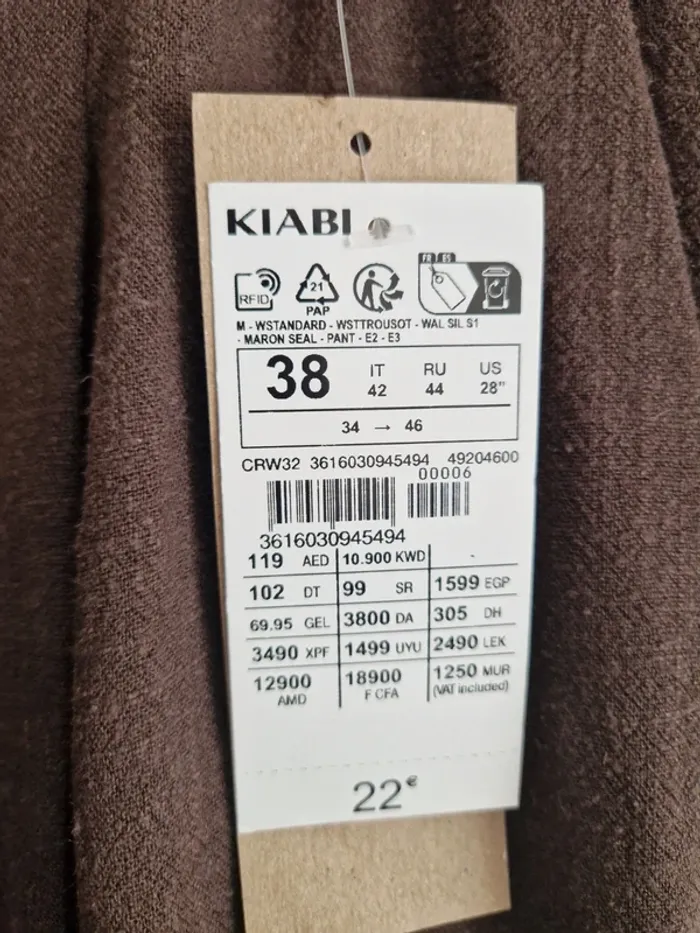 KIABI
FR ES
RFID
21
PAP
M - WSTANDARD - WSTTROUSOT - WAL SIL S1
- MARON SEAL - PANT - E2 - E3
38 IT RU US
42 44 28"
34 → 46
CRW32 3616030945494 49204600
00006
3616030945494
119 AED 10.900 KWD -
102 DT 99 SR 1599 EGP
69.95 GEL 3800 DA 305 DH
3490 XPF 1499 UYU 2490 LEK
12900 AMD 18900 F CFA 1250 MUR
(VAT included)
22€